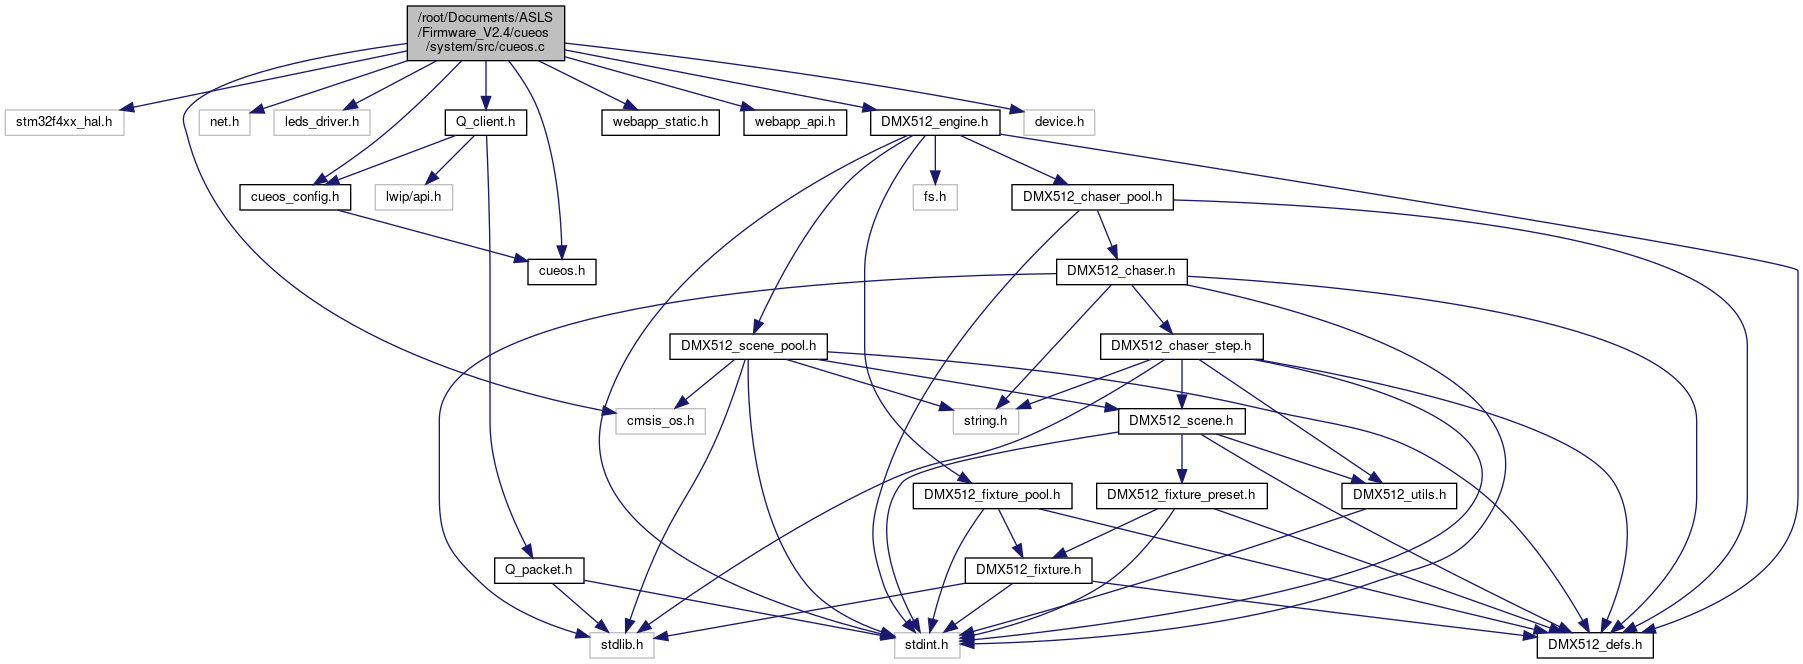 /root/Documents/ASLS
/Firmware_V2.4/cueos
/system/src/cueos.c
stm32f4xx_hal.h
net.h
leds_driver.h
Q_client.h
webapp_static.h
webapp_api.h
DMX512_engine.h
device.h
cueos_config.h
lwip/api.h
fs.h
DMX512_chaser_pool.h
cueos.h
DMX512_chaser.h
DMX512_scene_pool.h
DMX512_chaser_step.h
cmsis_os.h
string.h
DMX512_scene.h
DMX512_fixture_pool.h
DMX512_fixture_preset.h
DMX512_utils.h
Q_packet.h
DMX512_fixture.h
stdlib.h
stdint.h
DMX512_defs.h